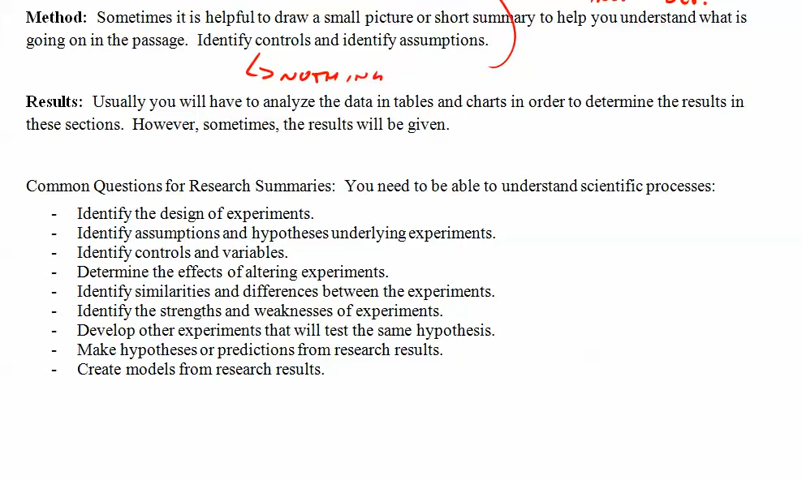 Method: Sometimes it is helpful to draw a small picture or short summary to help you understand what is
going on in the passage. Identify controls and identify assumptions.
↳ NOTHING
Results: Usually you will have to analyze the data in tables and charts in order to determine the results in
these sections. However, sometimes, the results will be given.
Common Questions for Research Summaries: You need to be able to understand scientific processes:
- Identify the design of experiments.
- Identify assumptions and hypotheses underlying experiments.
- Identify controls and variables.
- Determine the effects of altering experiments.
- Identify similarities and differences between the experiments.
- Identify the strengths and weaknesses of experiments.
- Develop other experiments that will test the same hypothesis.
- Make hypotheses or predictions from research results.
- Create models from research results.